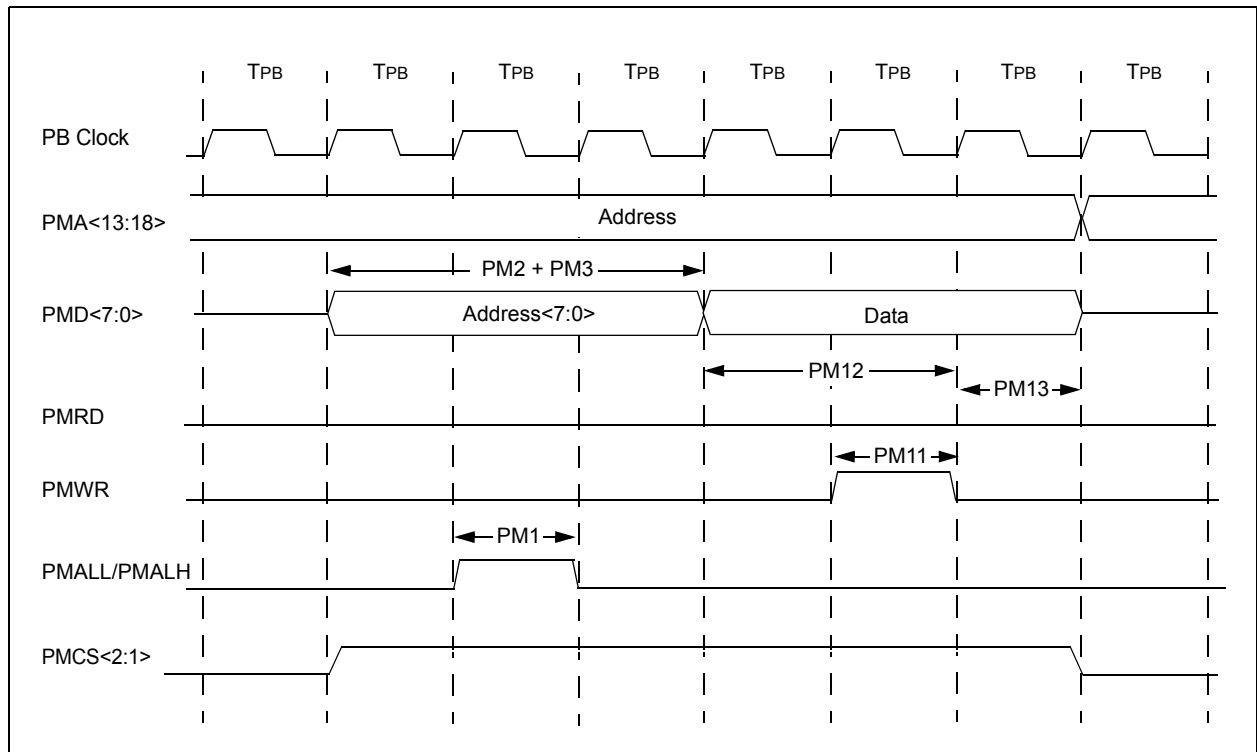 TPB TPB TPB TPB TPB TPB TPB TPB
PB Clock
PMA<13:18>
Address
PM2 + PM3
PMD<7:0>
Address<7:0>
Data
PM12
PM13
PMRD
PM11
PMWR
PM1
PMALL/PMALH
PMCS<2:1>